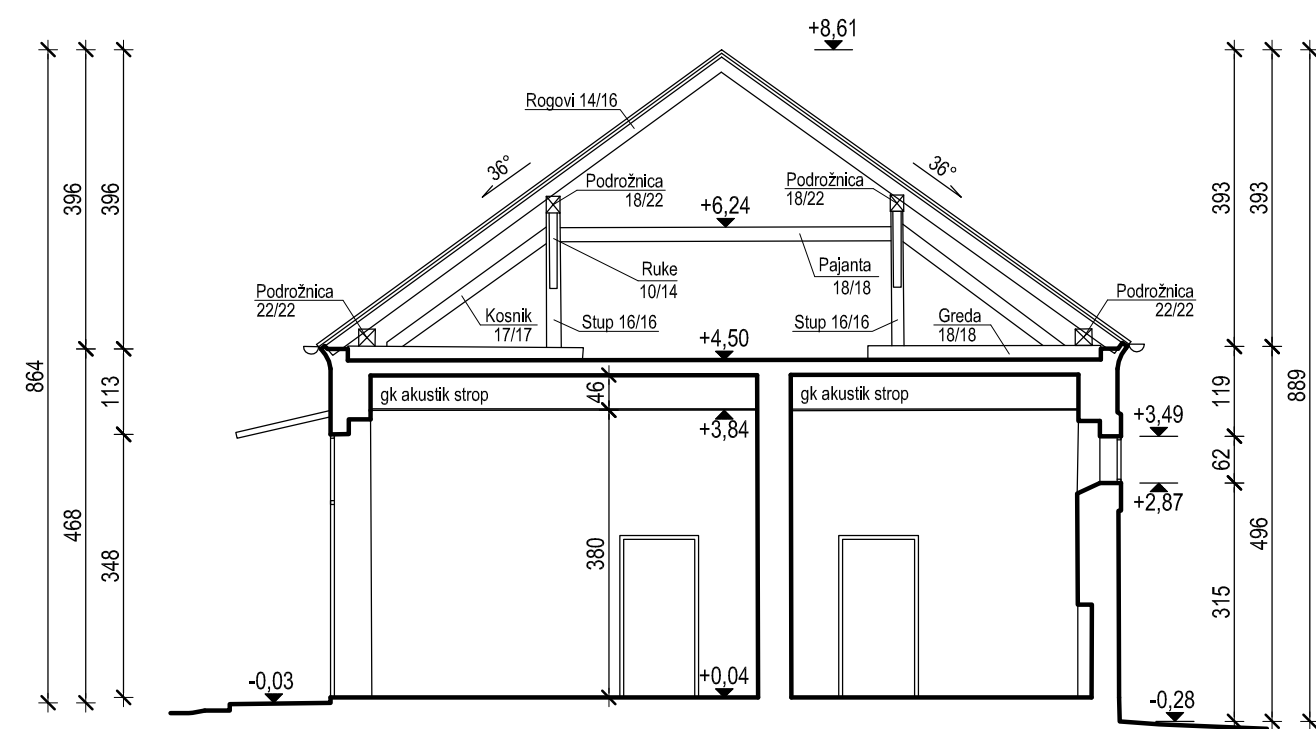 +8,61
Rogovi 14/16
36°
36°
Podrožnica
18/22
Podrožnica
18/22
+6,24
396
396
393
393
Ruke
10/14
Pajanta
18/18
Podrožnica
22/22
Podrožnica
22/22
Kosnik
17/17
Stup 16/16
Stup 16/16
Greda
18/18
+4,50
864
113
46
gk akustik strop
gk akustik strop
119
889
+3,84
+3,49
62
+2,87
468
348
380
496
315
-0,03
+0,04
-0,28